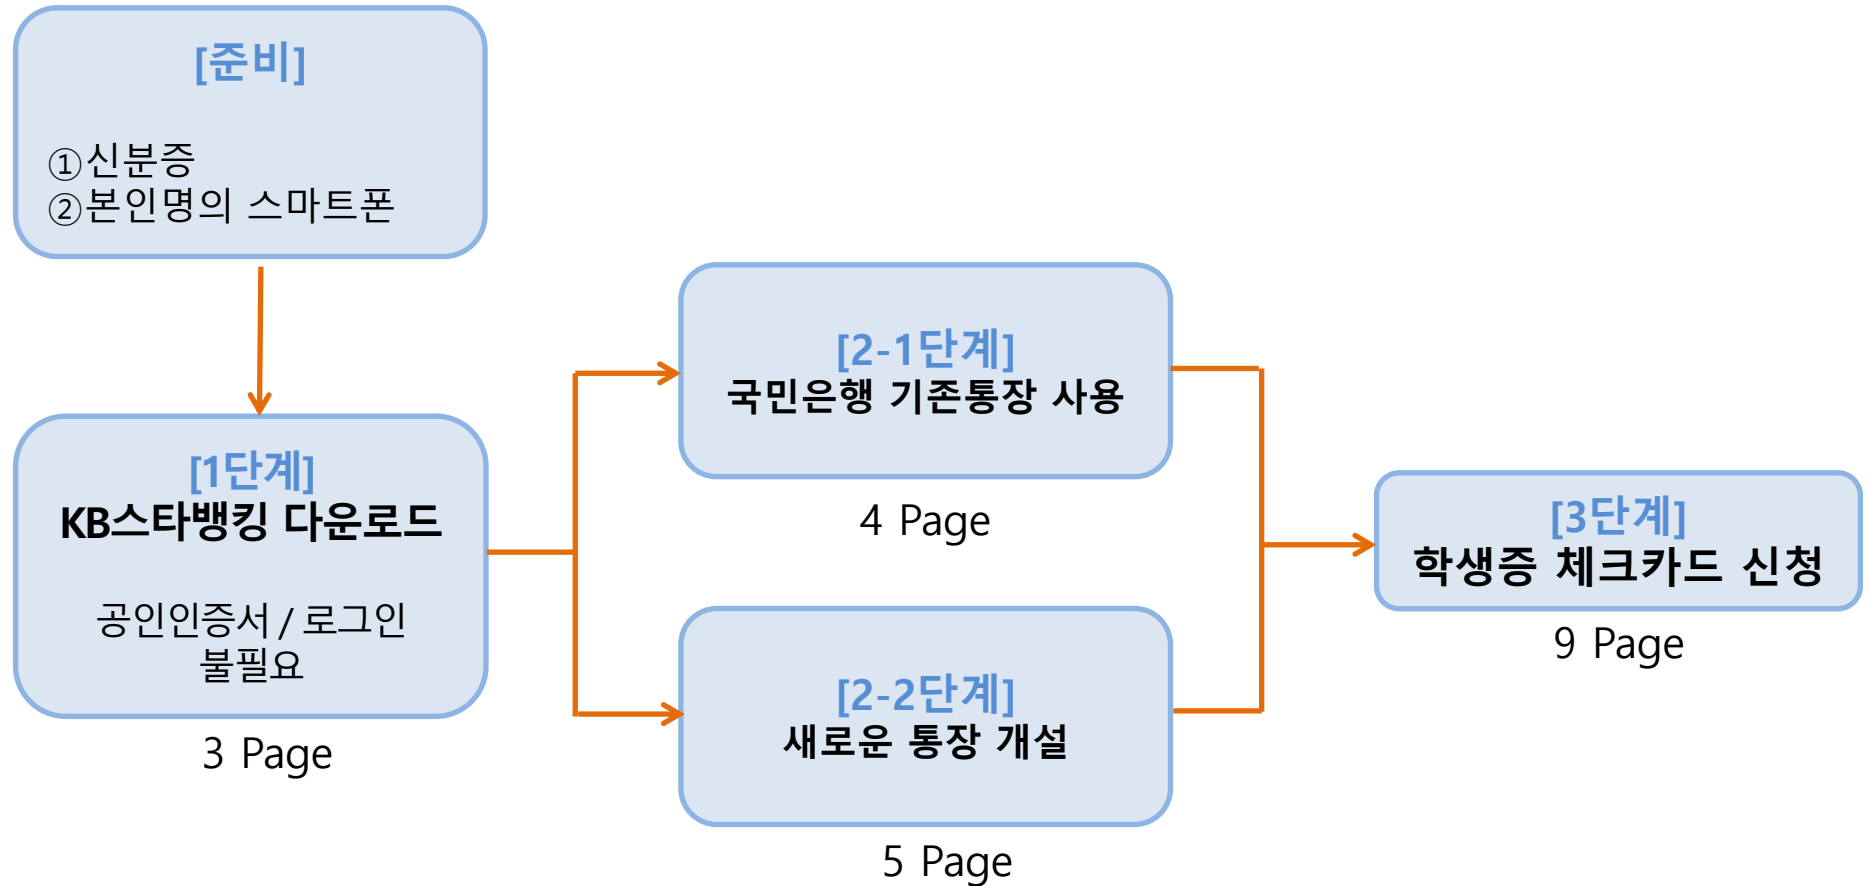 [준비]
①신분증
②본인명의 스마트폰
[1단계]
KB스타뱅킹 다운로드
공인인증서 / 로그인
불필요
3 Page
[2-1단계]
국민은행 기존통장 사용
4 Page
[2-2단계]
새로운 통장 개설
5 Page
[3단계]
학생증 체크카드 신청
9 Page